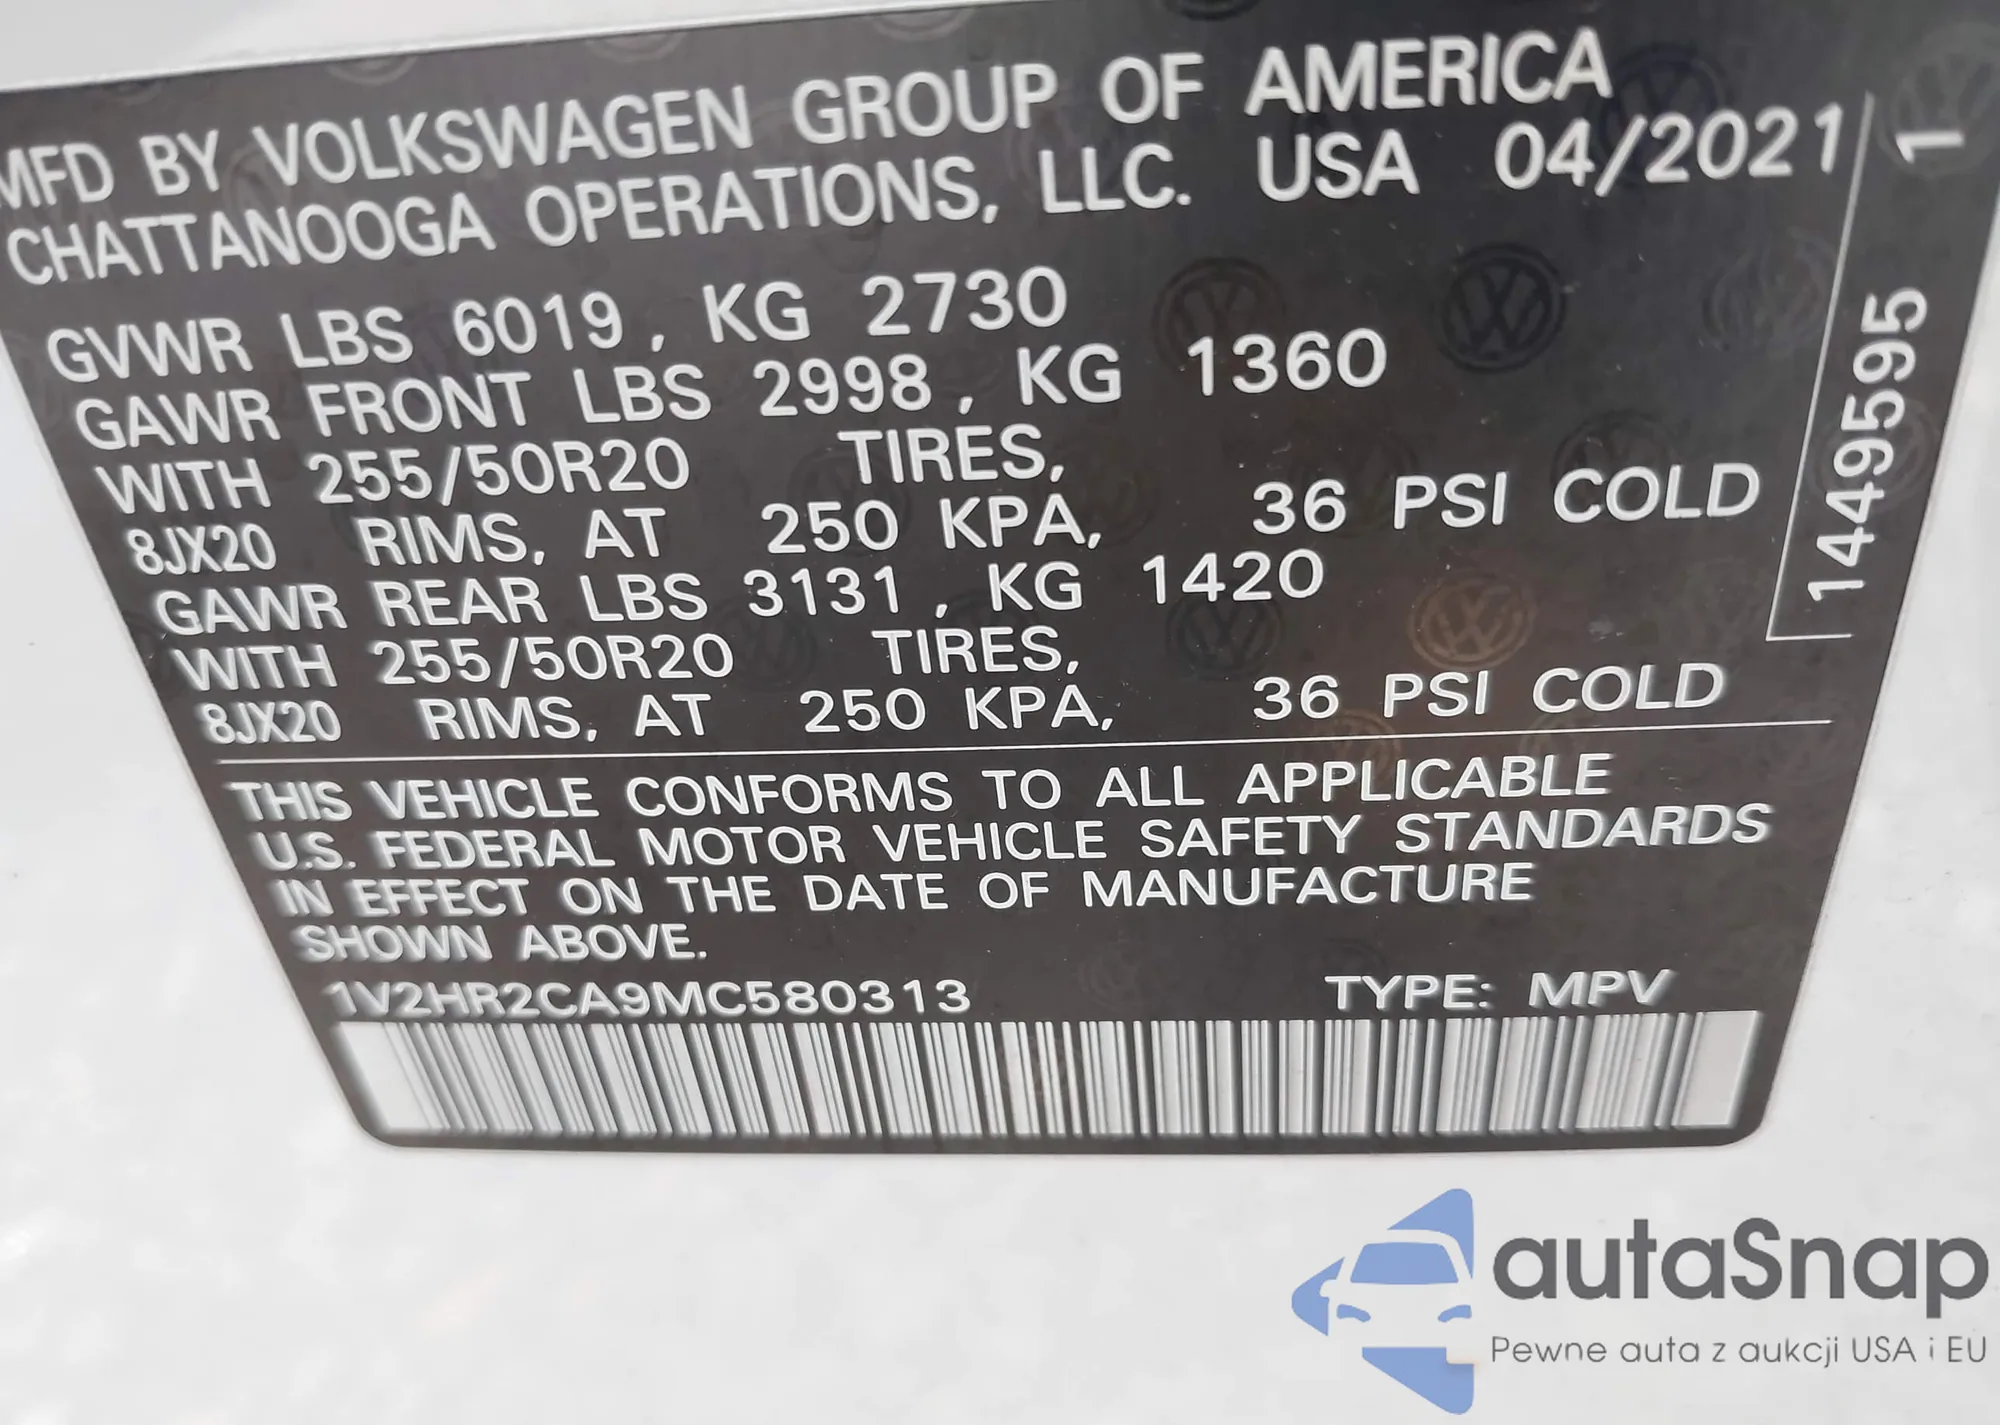 MFD BY VOLKSWAGEN GROUP OF AMERICA
CHATTANOOGA OPERATIONS, LLC. USA 04/2021
GVWR LBS 6019, KG 2730
GAWR FRONT LBS 2998, KG 1360
WITH 255/50R20 TIRES,
8JX20 RIMS, AT 250 KPA, 36 PSI COLD
GAWR REAR LBS 3131, KG 1420
WITH 255/50R20 TIRES,
8JX20 RIMS, AT 250 KPA, 36 PSI COLD
1449595 1
THIS VEHICLE CONFORMS TO ALL APPLICABLE
U.S. FEDERAL MOTOR VEHICLE SAFETY STANDARDS
IN EFFECT ON THE DATE OF MANUFACTURE
SHOWN ABOVE.
1V2HR2CA9MC580313 TYPE: MPV
autaSnap
Pewne auta z aukcji USA i EU